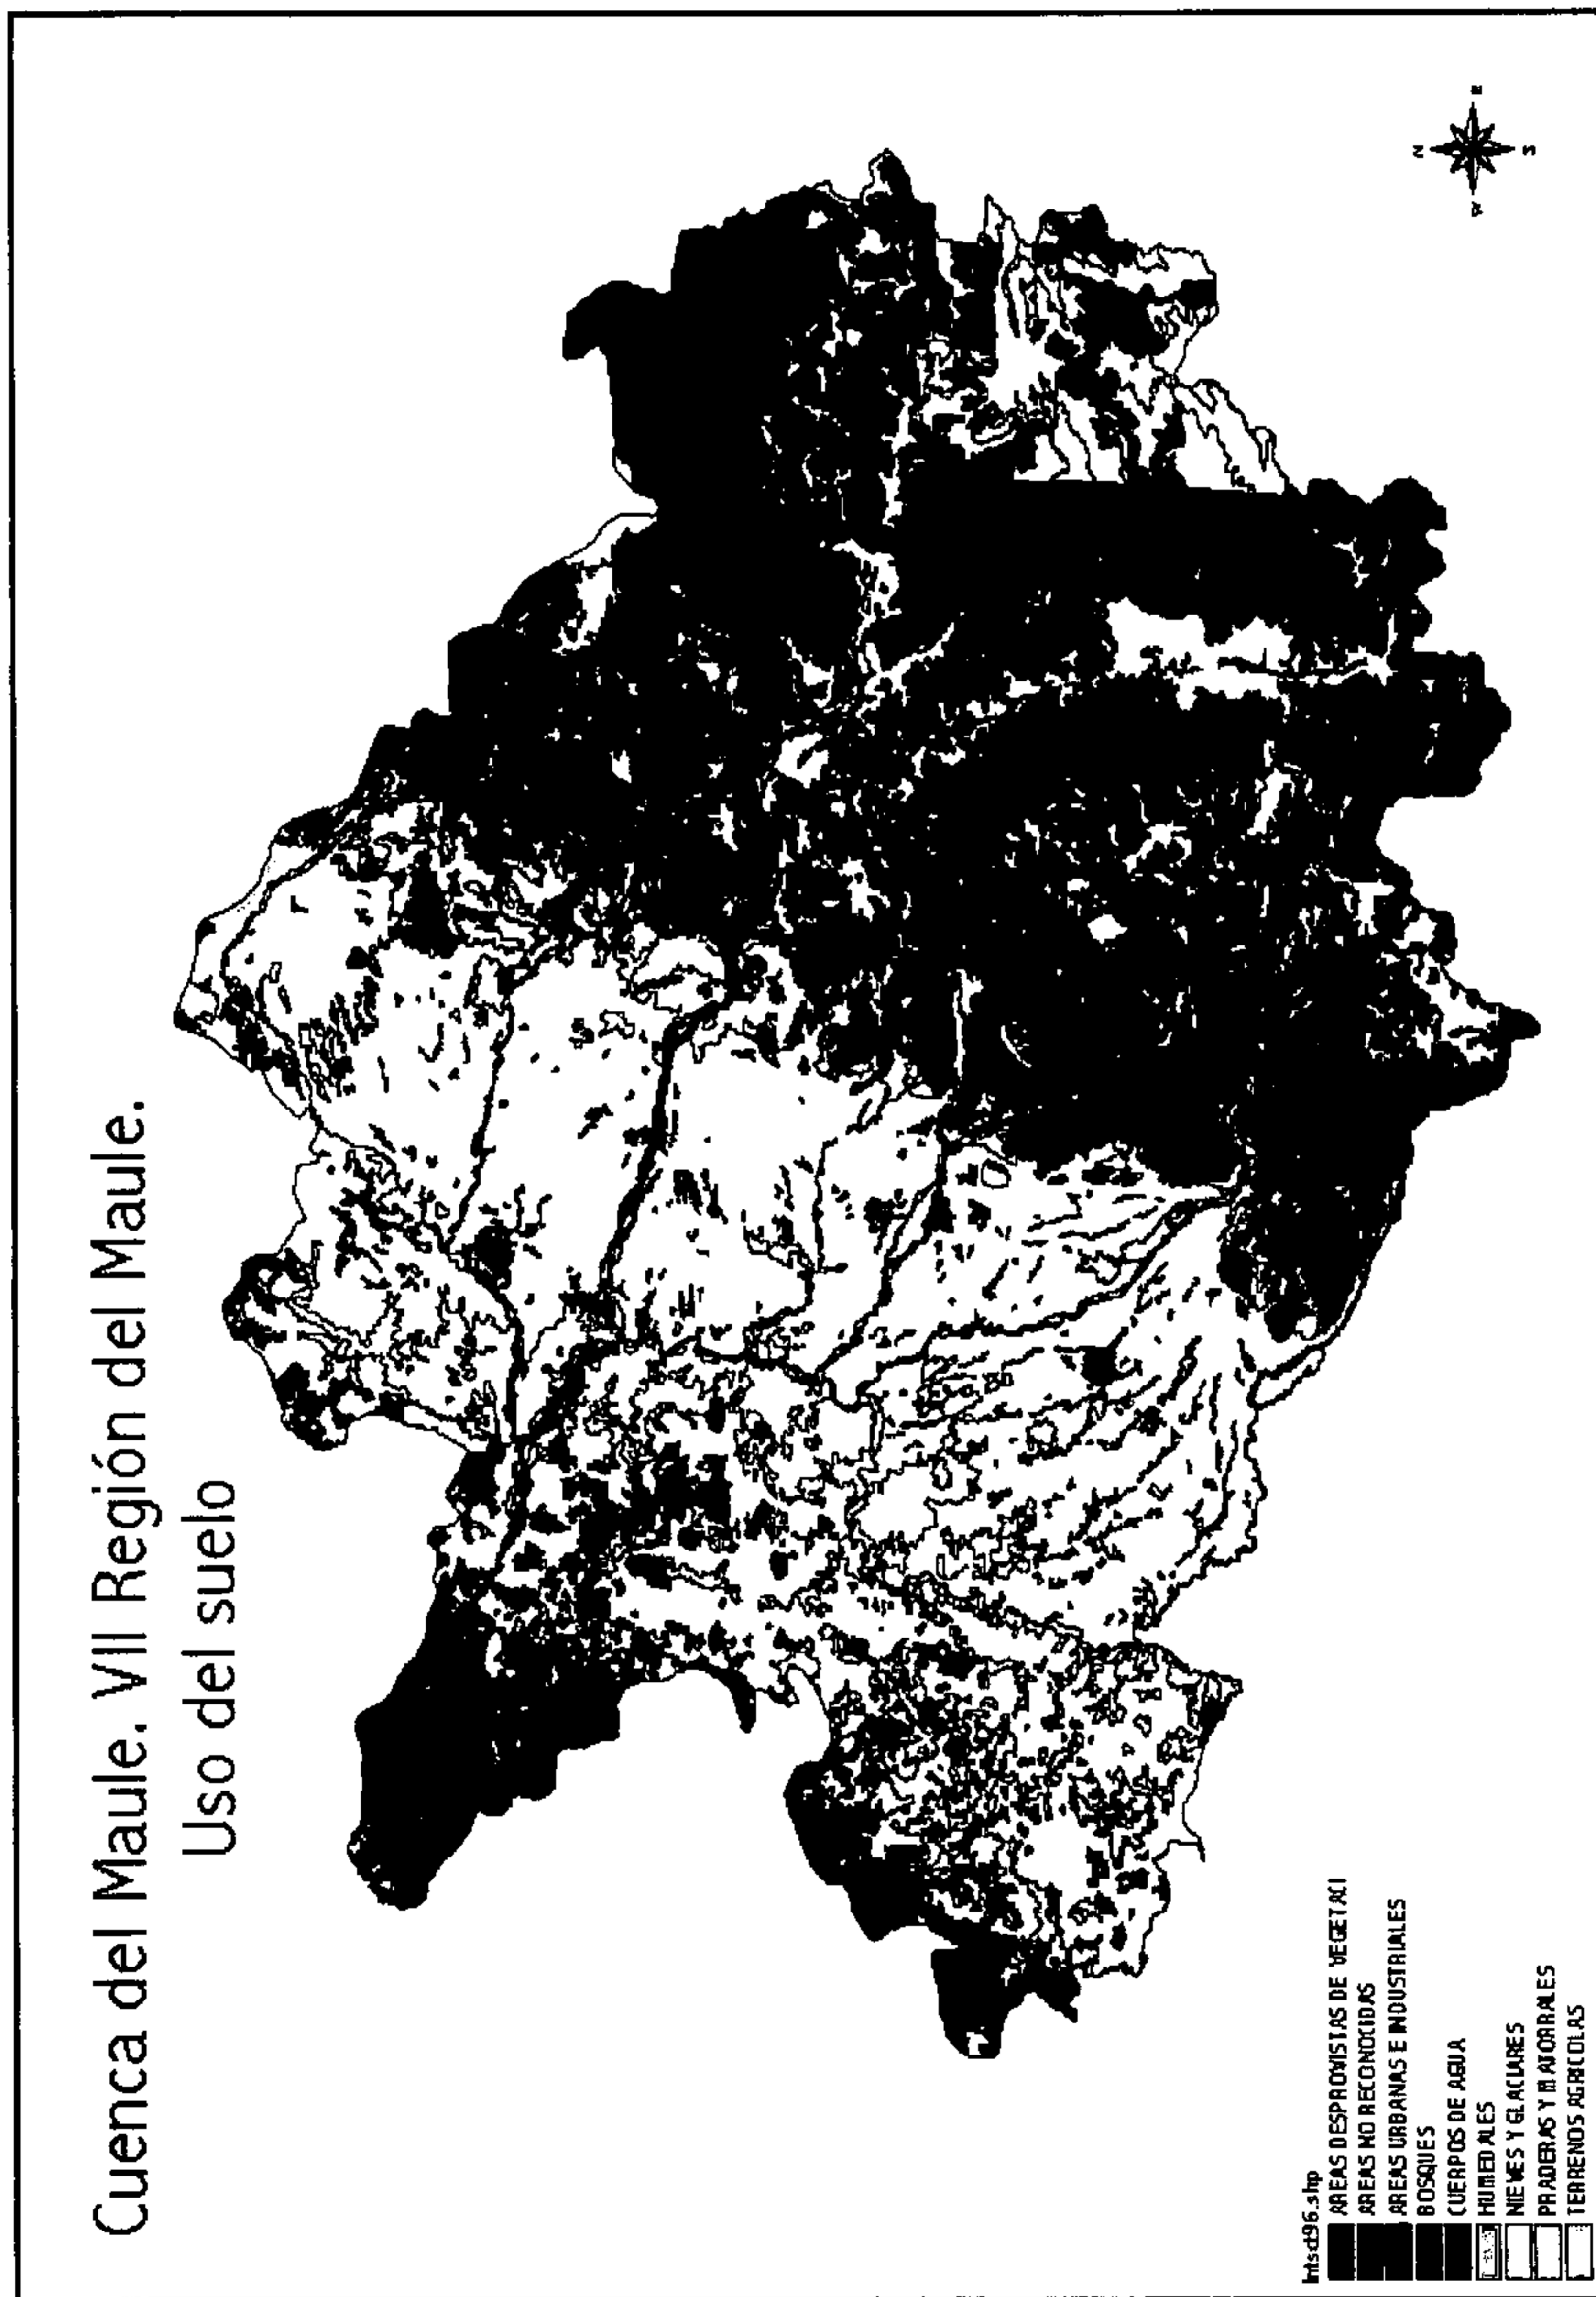 Cuenca del Maule. VII Región del Maule.
Uso del suelo
N
W
E
S
Intsct96.shp
AREAS DESPROVISTAS DE VEGETACI
AREAS NO RECONOCIDAS
AREAS URBANAS E INDUSTRIALES
BOSQUES
CUERPOS DE AGUA
HUMEDALES
NIEVES Y GLACIARES
PRADERAS Y MATORRALES
TERRENOS AGRICOLAS